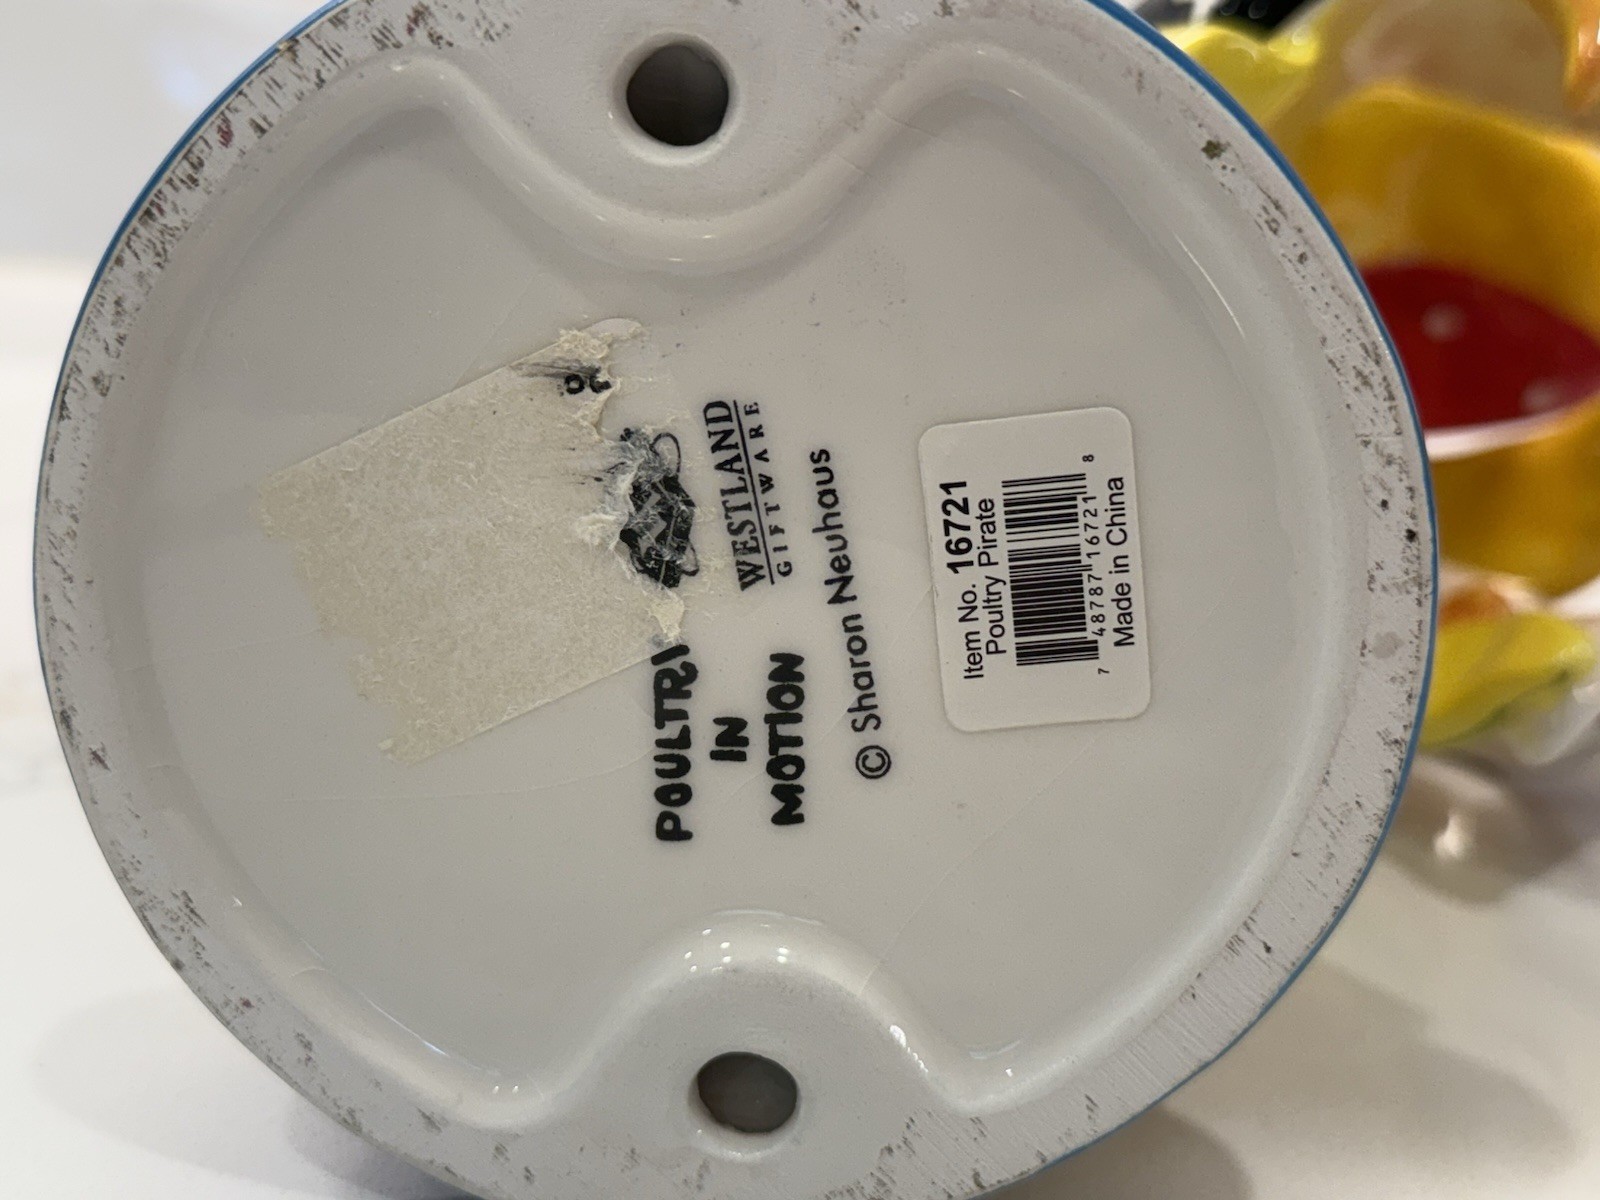 WESTLAND
GIFTWARE
POULTRY
IN
MOTION
© Sharon Neuhaus
Item No. 16721
Poultry Pirate
7 48787 16721 8
Made in China